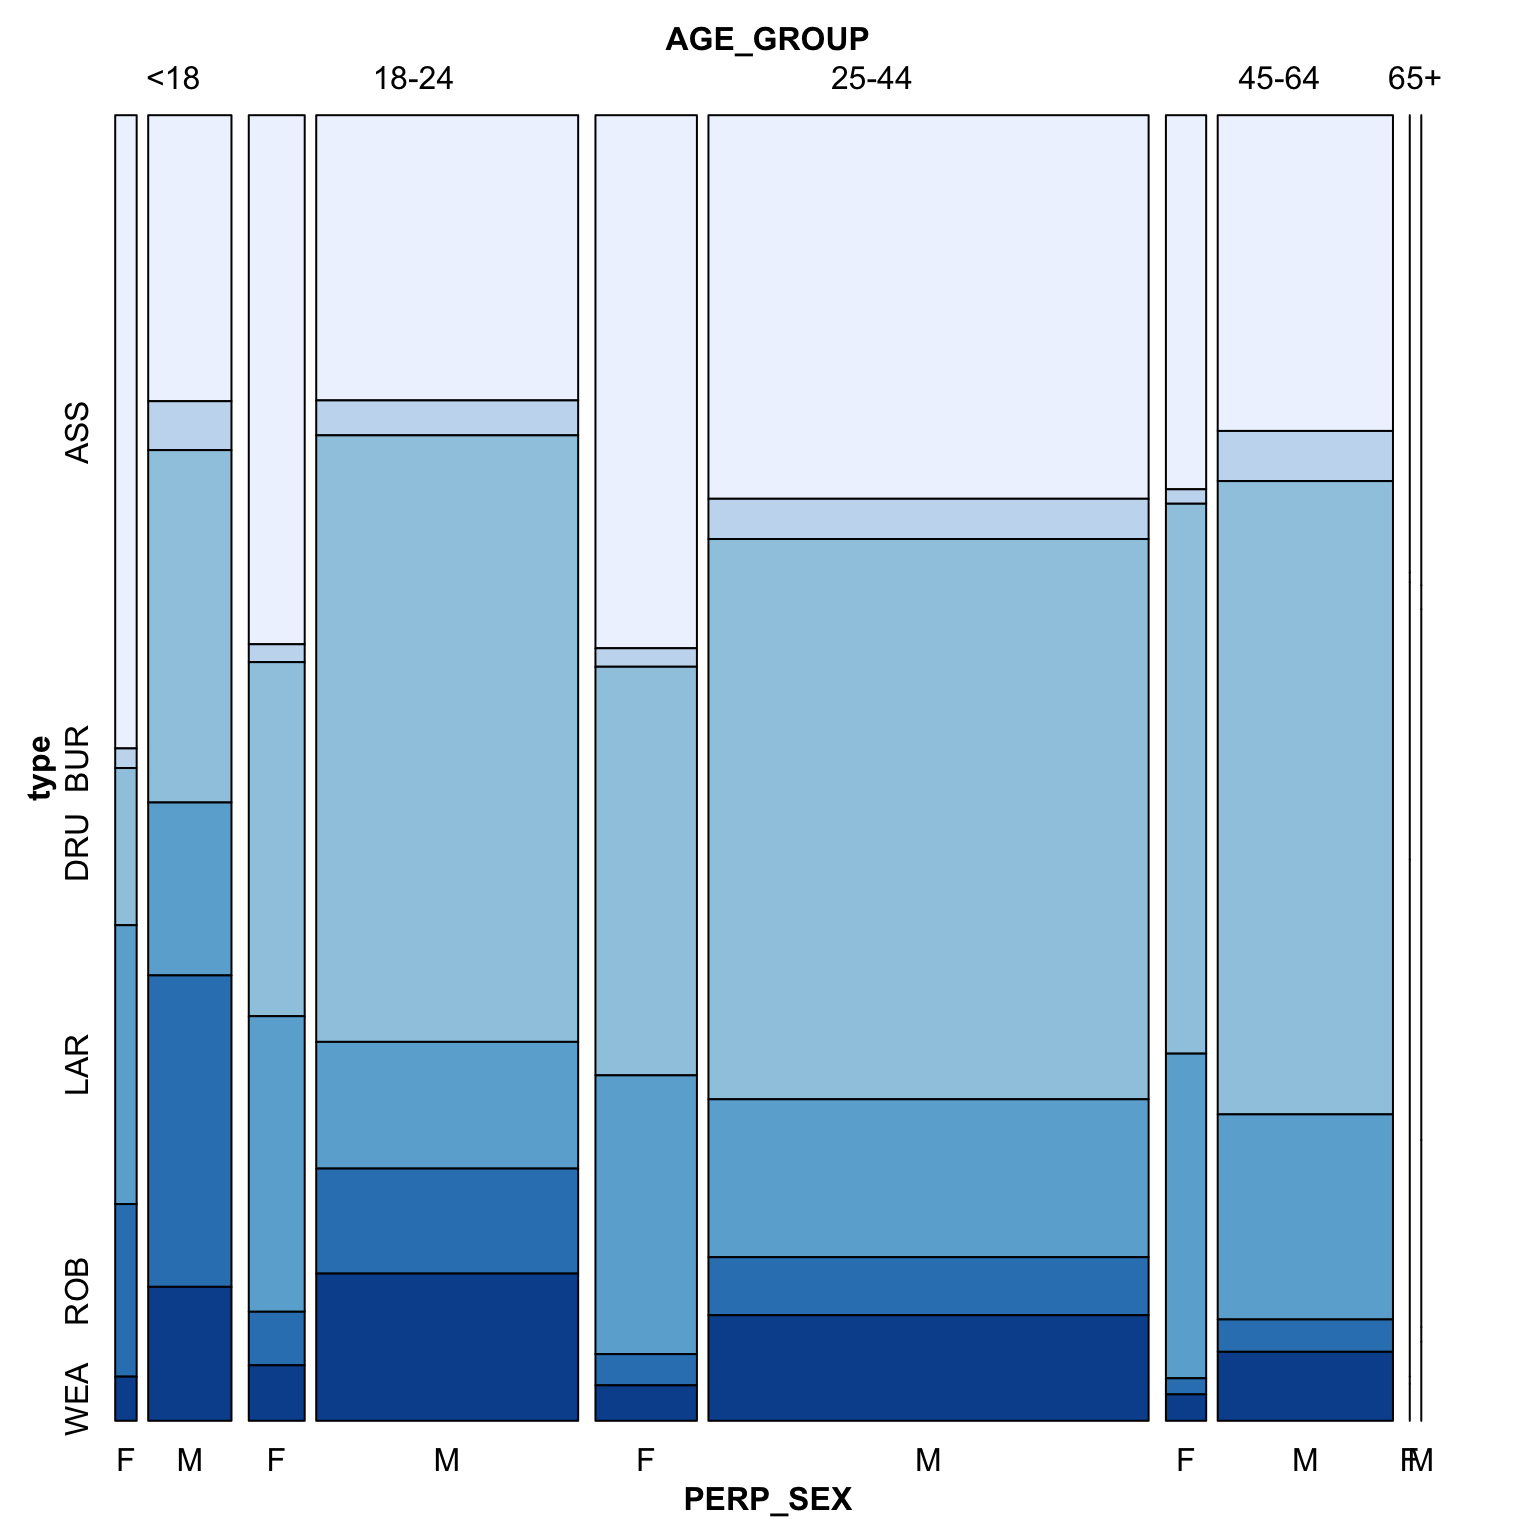 AGE_GROUP
<18 18-24 25-44 45-64 65+
type
ASS
BUR
DRU
LAR
ROB
WEA
F M F M F M F M F M
PERP_SEX